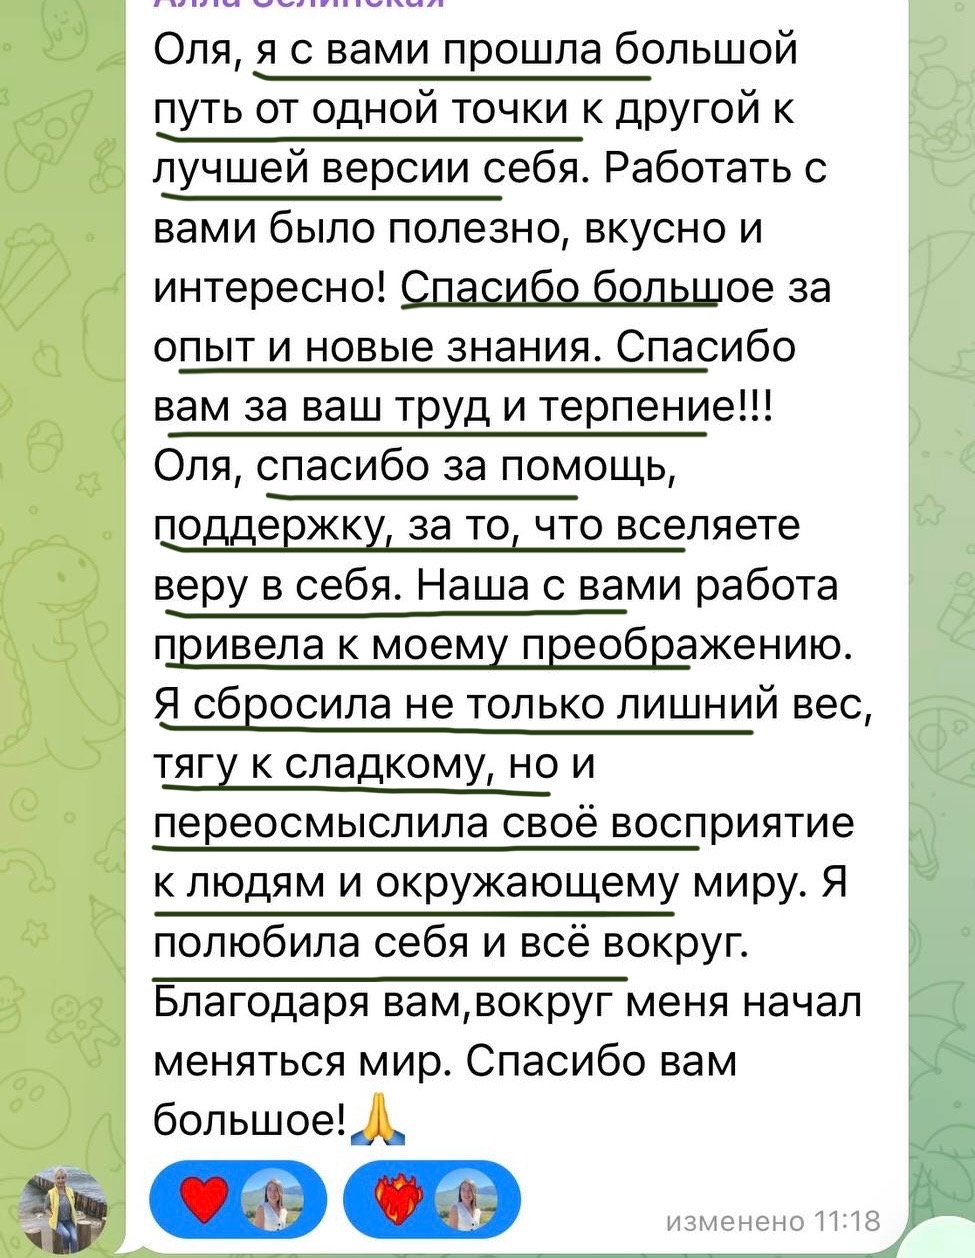 Алла Зелинская
Оля, я с вами прошла большой
путь от одной точки к другой к
лучшей версии себя. Работать с
вами было полезно, вкусно и
интересно! Спасибо большое за
опыт и новые знания. Спасибо
вам за ваш труд и терпение!!!
Оля, спасибо за помощь,
поддержку, за то, что вселяете
веру в себя. Наша с вами работа
привела к моему преображению.
Я сбросила не только лишний вес,
тягу к сладкому, но и
переосмыслила своё восприятие
к людям и окружающему миру. Я
полюбила себя и всё вокруг.
Благодаря вам,вокруг меня начал
меняться мир. Спасибо вам
большое!🙏
изменено 11:18